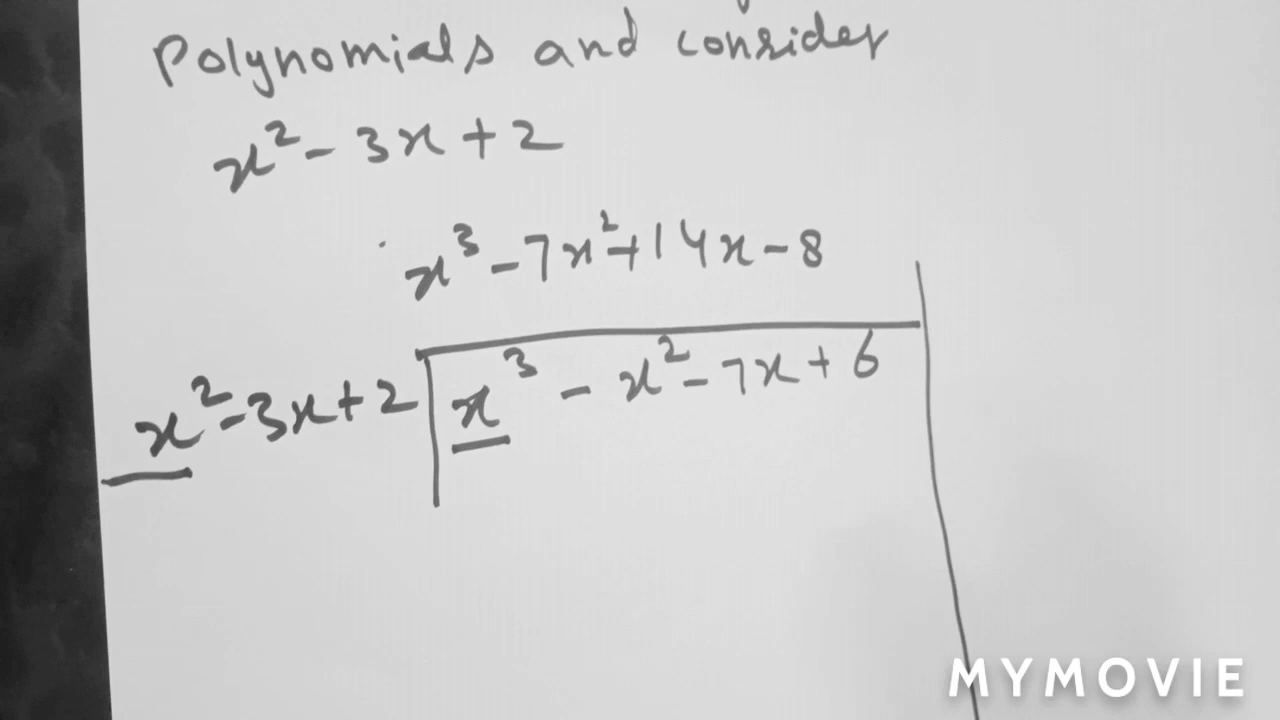 Polynomials and consider
x² - 3x + 2
x³ - 7x² + 14x - 8
x² - 3x + 2 x³ - x² - 7x + 6
MYMOVIE